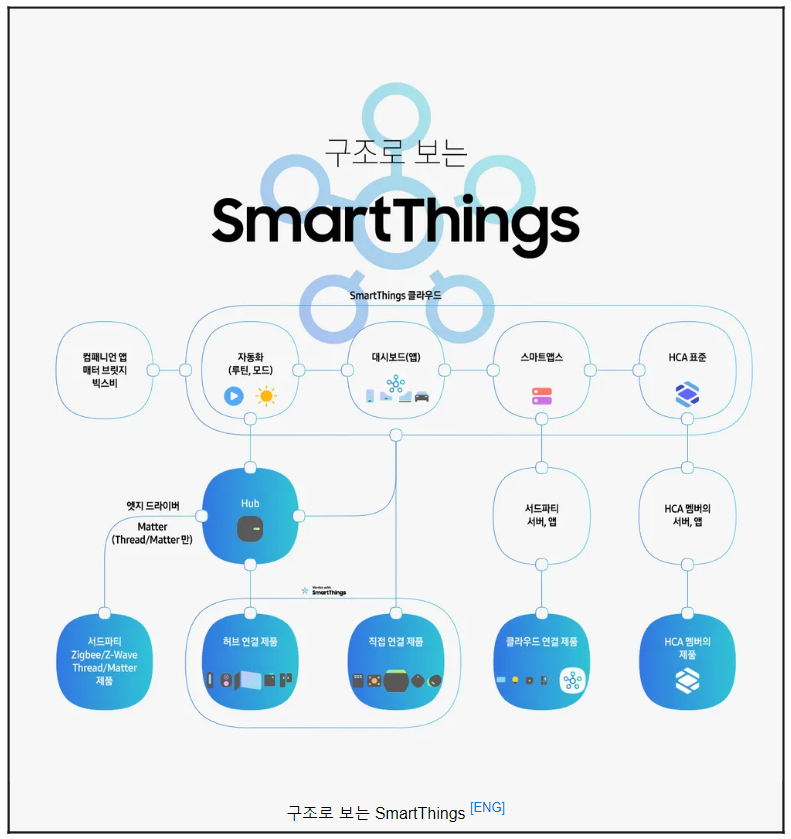 구조로 보는
SmartThings
SmartThings 클라우드
컴패니언 앱
매터 브릿지
빅스비
자동화
(루틴, 모드)
대시보드(앱)
스마트앱스
HCA 표준
엣지 드라이버
Matter
(Thread/Matter 만)
Hub
서드파티
서버, 앱
HCA 멤버의
서버, 앱
Works with
SmartThings
서드파티
Zigbee/Z-Wave
Thread/Matter
제품
허브 연결 제품
직접 연결 제품
클라우드 연결 제품
HCA 멤버의
제품
구조로 보는 SmartThings [ENG]